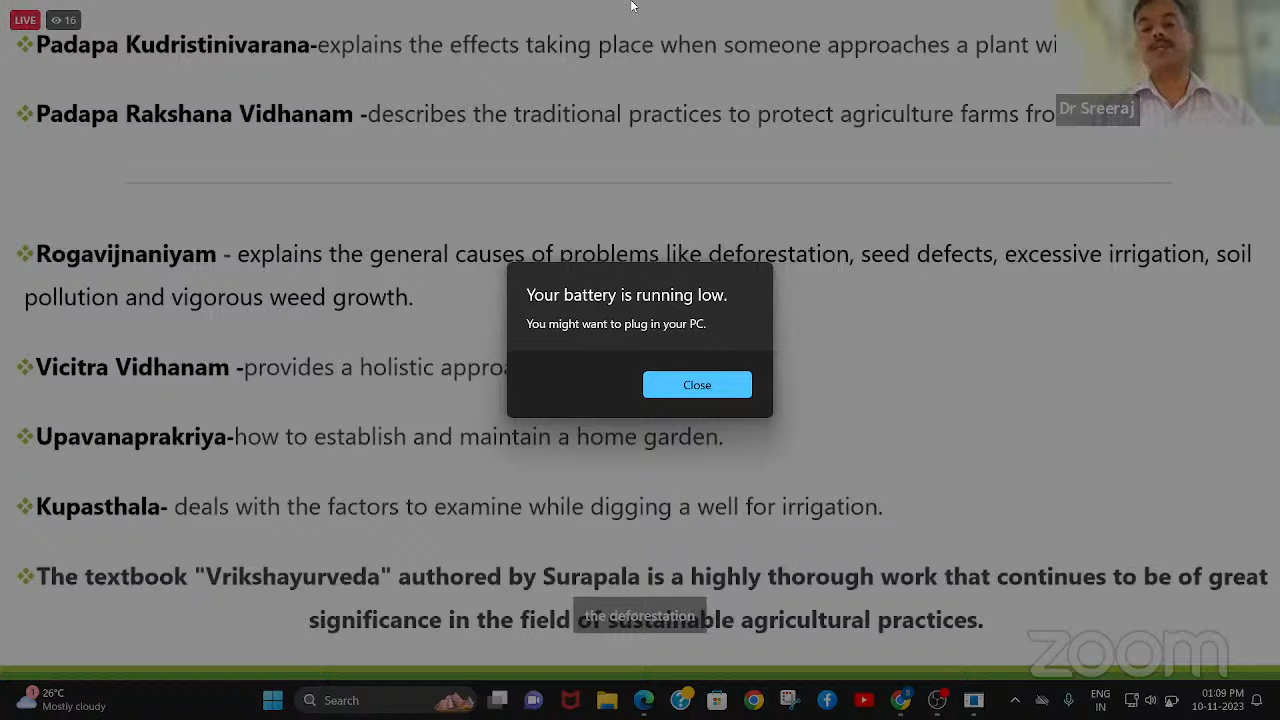 LIVE 16
Padapa Kudristinivarana-explains the effects taking place when someone approaches a plant wi
Dr Sreeraj
Padapa Rakshana Vidhanam -describes the traditional practices to protect agriculture farms fro
Rogavijnaniyam - explains the general causes of problems like deforestation, seed defects, excessive irrigation, soil
pollution and vigorous weed growth.
Your battery is running low.
You might want to plug in your PC.
Close
Vicitra Vidhanam -provides a holistic appro
Upavanaprakriya-how to establish and maintain a home garden.
Kupasthala- deals with the factors to examine while digging a well for irrigation.
The textbook "Vrikshayurveda" authored by Surapala is a highly thorough work that continues to be of great
significance in the field of sustainable agricultural practices.
the deforestation
zoom
1
26°C
Mostly cloudy
Search
ENG
IN
01:09 PM
10-11-2023